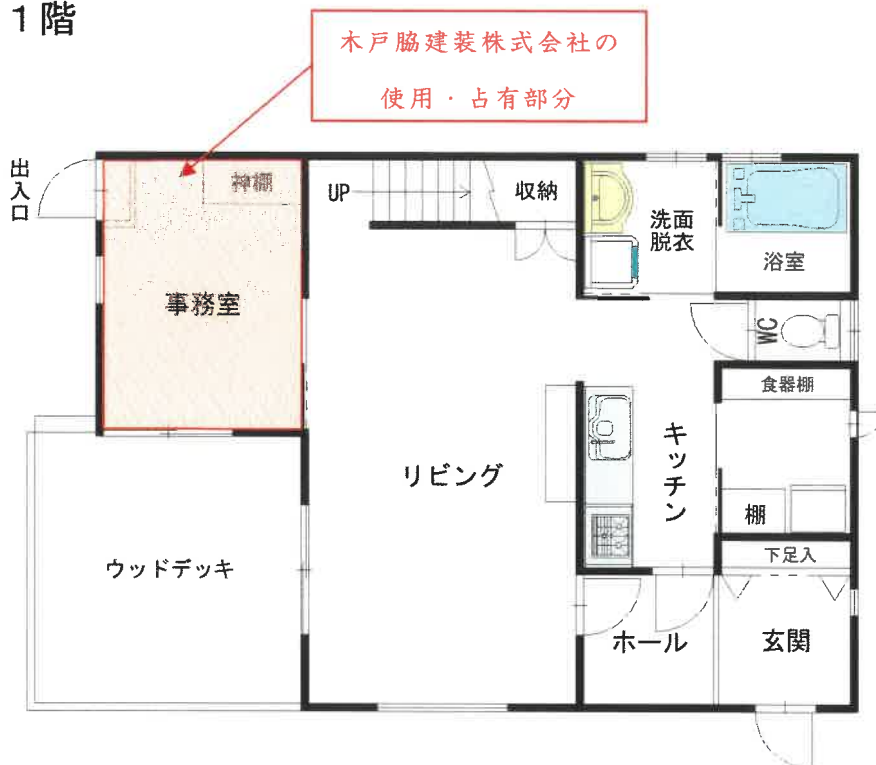 1階
木戸脇建装株式会社の
使用・占有部分
出入口
神棚
UP
収納
洗面
脱衣
浴室
事務室
WC
食器棚
リビング
キッチン
棚
下足入
ウッドデッキ
ホール
玄関